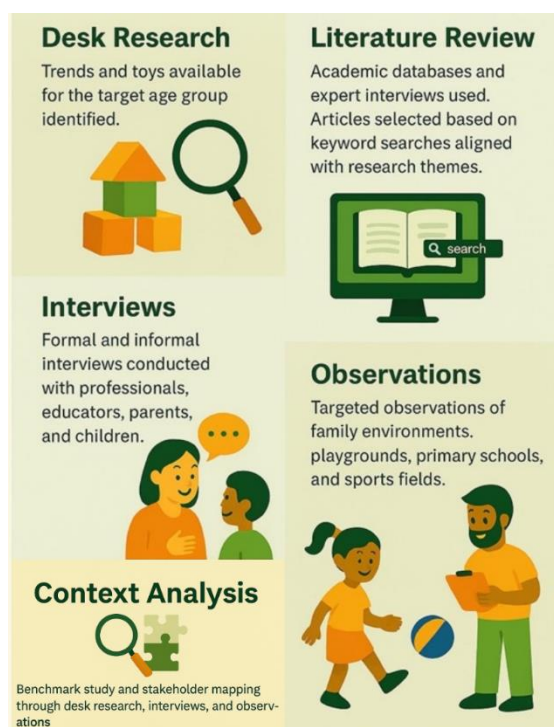 Desk Research
Trends and toys available
for the target age group
identified.
Literature Review
Academic databases and
expert interviews used.
Articles selected based on
keyword searches aligned
with research themes.
search
Interviews
Formal and informal
interviews conducted
with professionals,
educators, parents,
and children.
Observations
Targeted observations of
family environments.
playgrounds, primary schools,
and sports fields.
Context Analysis
Benchmark study and stakeholder mapping
through desk research, interviews, and observ-
ations